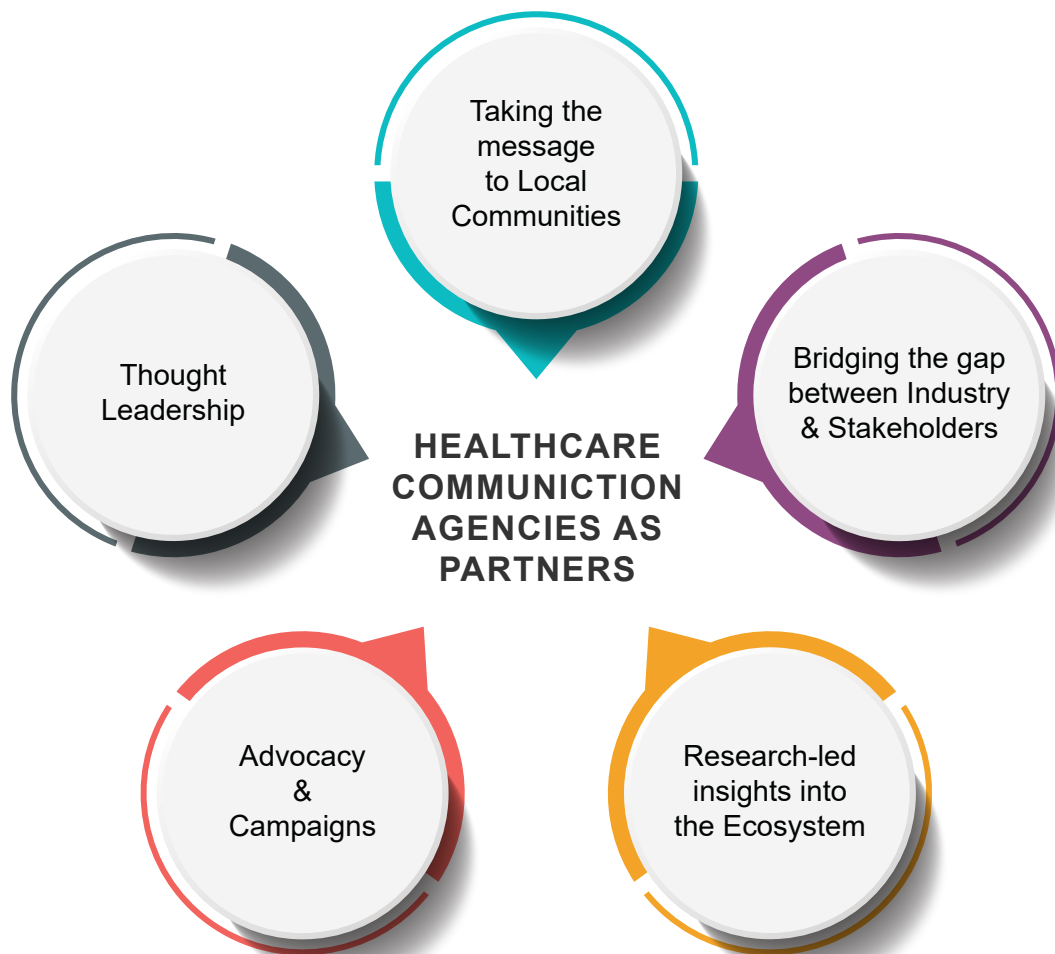 Taking the
message
to Local
Communities
Thought
Leadership
Bridging the gap
between Industry
& Stakeholders
HEALTHCARE
COMMUNICTION
AGENCIES AS
PARTNERS
Advocacy
&
Campaigns
Research-led
insights into
the Ecosystem